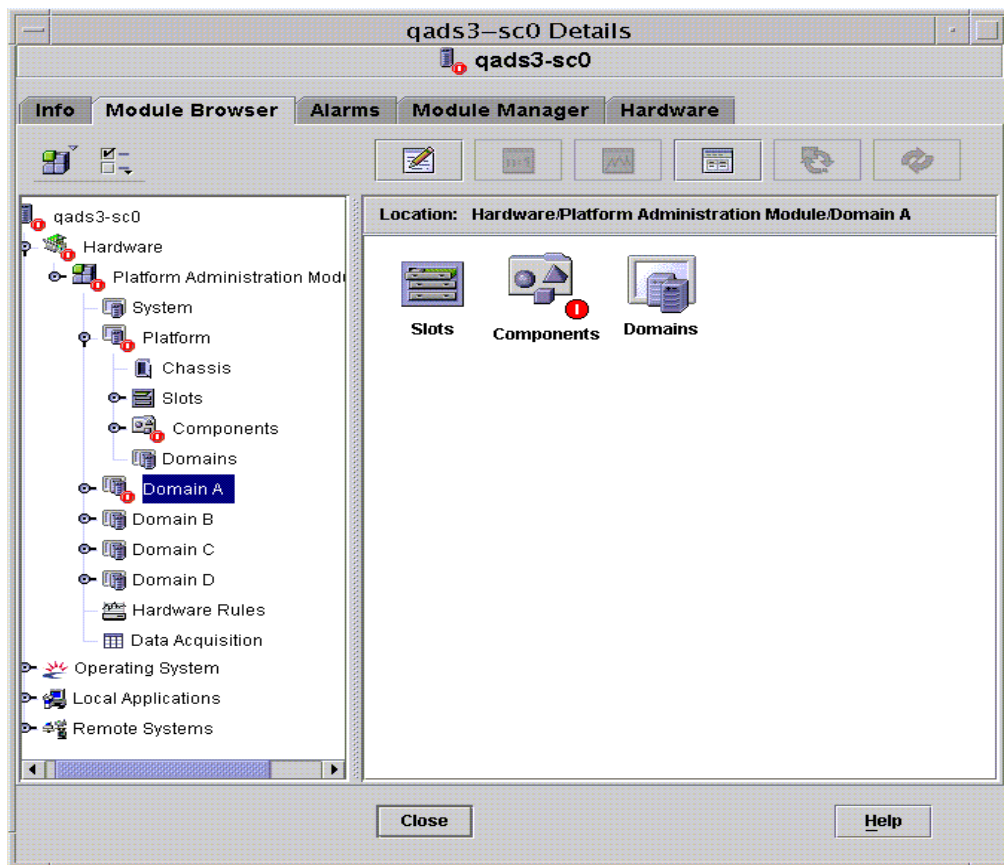 qads3–sc0 Details
qads3-sc0
Info Module Browser Alarms Module Manager Hardware
qads3-sc0
Hardware
Platform Administration Modu
System
Platform
Chassis
Slots
Components
Domains
Domain A
Domain B
Domain C
Domain D
Hardware Rules
Data Acquisition
Operating System
Local Applications
Remote Systems
Location: Hardware/Platform Administration Module/Domain A
Slots Components Domains
Close Help